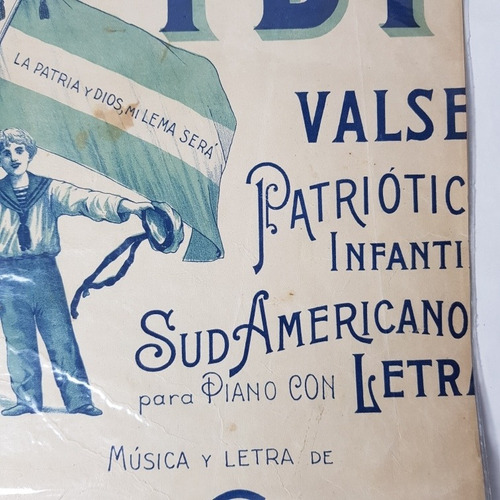 LA PATRIA Y DIOS, MI LEMA SERÁ
VALSE
PATRIÓTIC
INFANTI
SUDAMERICANO
para PIANO CON LETRA
MÚSICA Y LETRA DE